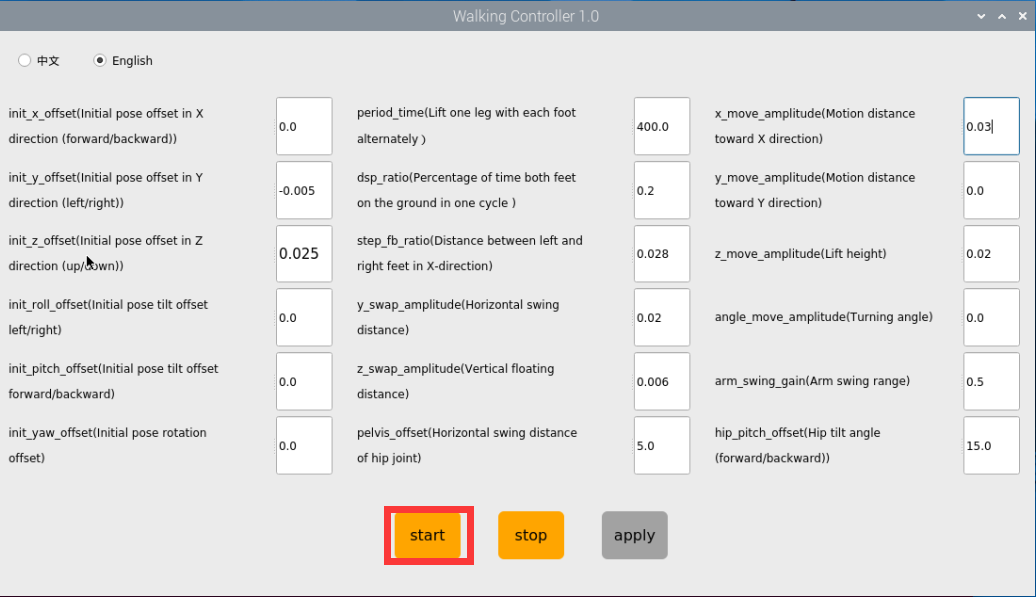 Walking Controller 1.0
中文
English
init_x_offset(Initial pose offset in X
direction (forward/backward))
0.0
period_time(Lift one leg with each foot
alternately )
400.0
x_move_amplitude(Motion distance
toward X direction)
0.03
init_y_offset(Initial pose offset in Y
direction (left/right))
-0.005
dsp_ratio(Percentage of time both feet
on the ground in one cycle )
0.2
y_move_amplitude(Motion distance
toward Y direction)
0.0
init_z_offset(Initial pose offset in Z
direction (up/down))
0.025
step_fb_ratio(Distance between left and
right feet in X-direction)
0.028
z_move_amplitude(Lift height)
0.02
init_roll_offset(Initial pose tilt offset
left/right)
0.0
y_swap_amplitude(Horizontal swing
distance)
0.02
angle_move_amplitude(Turning angle)
0.0
init_pitch_offset(Initial pose tilt offset
forward/backward)
0.0
z_swap_amplitude(Vertical floating
distance)
0.006
arm_swing_gain(Arm swing range)
0.5
init_yaw_offset(Initial pose rotation
offset)
0.0
pelvis_offset(Horizontal swing distance
of hip joint)
5.0
hip_pitch_offset(Hip tilt angle
(forward/backward))
15.0
start
stop
apply